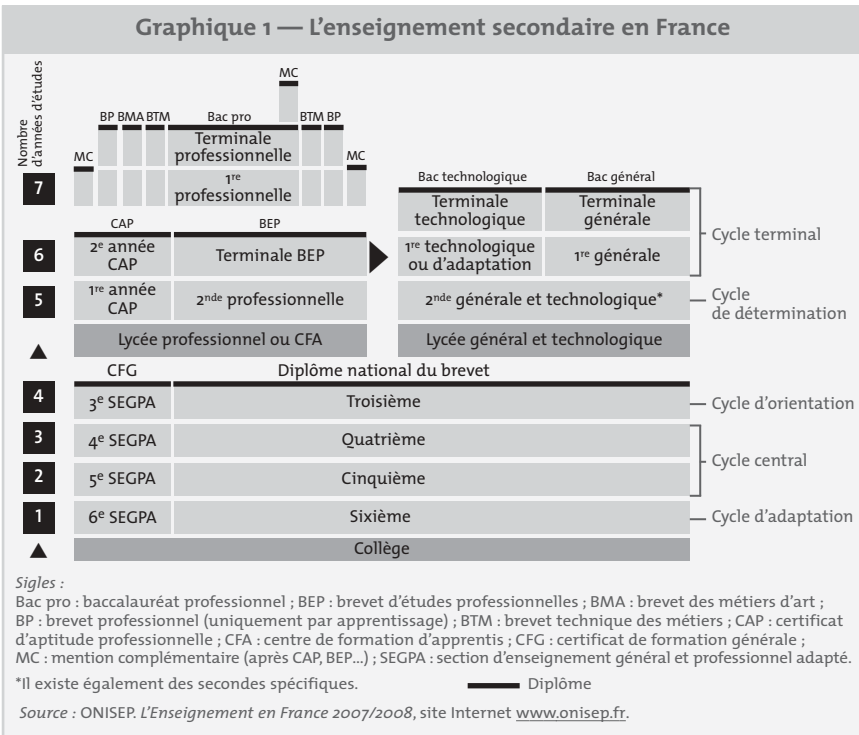 Graphique 1 — L’enseignement secondaire en France
Nombre
d’années d’études
MC
BP BMA BTM Bac pro BTM BP
MC
Terminale
professionnelle
MC
1re
professionnelle
7
Bac technologique
Bac général
Terminale
technologique
Terminale
générale
Cycle terminal
CAP
BEP
6
2e année
CAP
Terminale BEP
1re technologique
ou d’adaptation
1re générale
5
1re année
CAP
2nde professionnelle
2nde générale et technologique*
Cycle
de détermination
Lycée professionnel ou CFA
Lycée général et technologique
CFG
Diplôme national du brevet
4
3e SEGPA
Troisième
Cycle d’orientation
3
4e SEGPA
Quatrième
Cycle central
2
5e SEGPA
Cinquième
1
6e SEGPA
Sixième
Cycle d’adaptation
Collège
Sigles :
Bac pro : baccalauréat professionnel ; BEP : brevet d’études professionnelles ; BMA : brevet des métiers d’art ;
BP : brevet professionnel (uniquement par apprentissage) ; BTM : brevet technique des métiers ; CAP : certificat
d’aptitude professionnelle ; CFA : centre de formation d’apprentis ; CFG : certificat de formation générale ;
MC : mention complémentaire (après CAP, BEP...) ; SEGPA : section d’enseignement général et professionnel adapté.
*Il existe également des secondes spécifiques.
Diplôme
Source : ONISEP. L’Enseignement en France 2007/2008, site Internet www.onisep.fr.